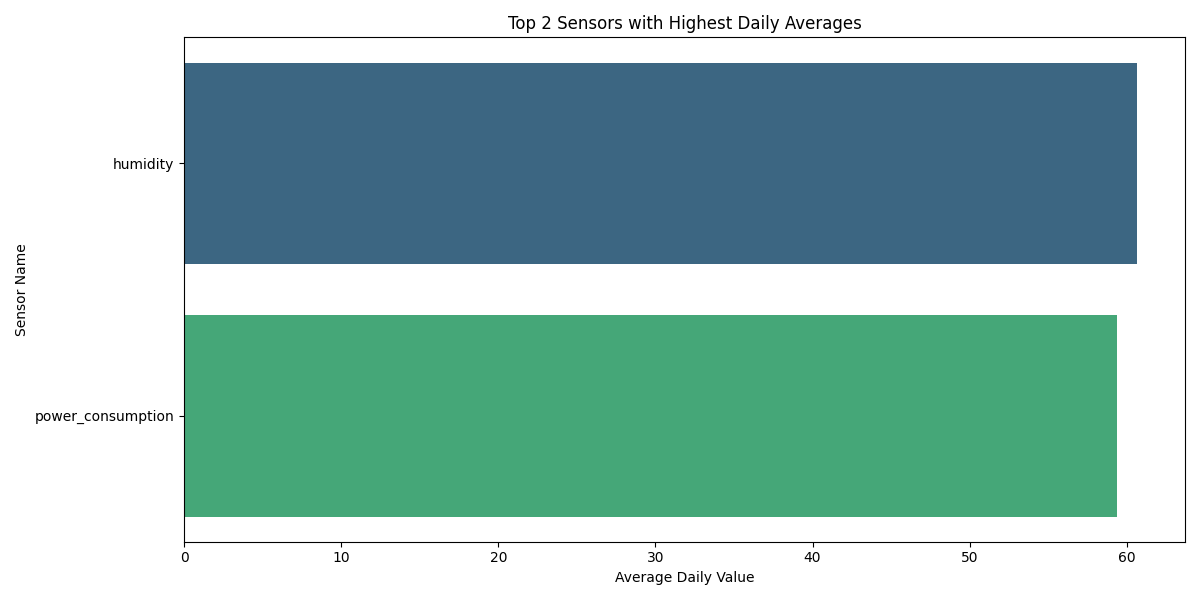 Top 2 Sensors with Highest Daily Averages
Sensor Name
humidity
power_consumption
0 10 20 30 40 50 60
Average Daily Value